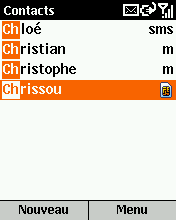 Contacts
Chloé sms
Christian m
Christophe m
Chrissou
Nouveau Menu